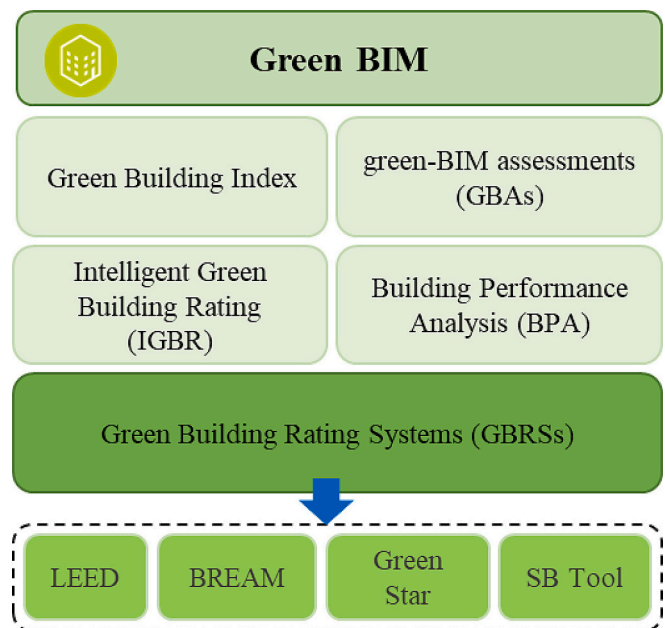 Green BIM
Green Building Index
green-BIM assessments
(GBAs)
Intelligent Green
Building Rating
(IGBR)
Building Performance
Analysis (BPA)
Green Building Rating Systems (GBRSs)
LEED
BREAM
Green
Star
SB Tool